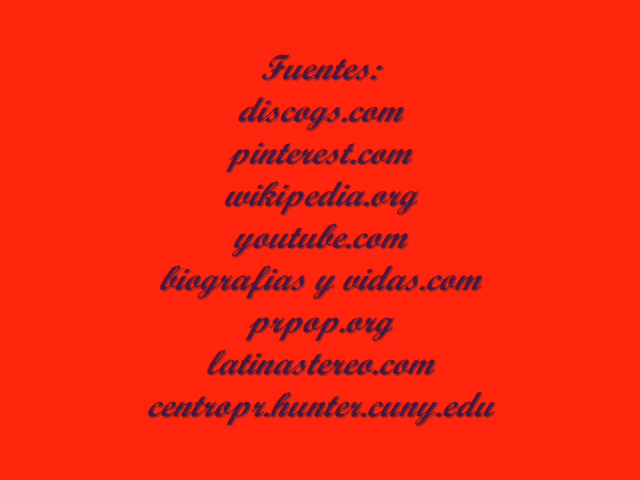 Fuentes:
discogs.com
pinterest.com
wikipedia.org
youtube.com
biografias y vidas.com
prpop.org
latinastereo.com
centropr.hunter.cuny.edu